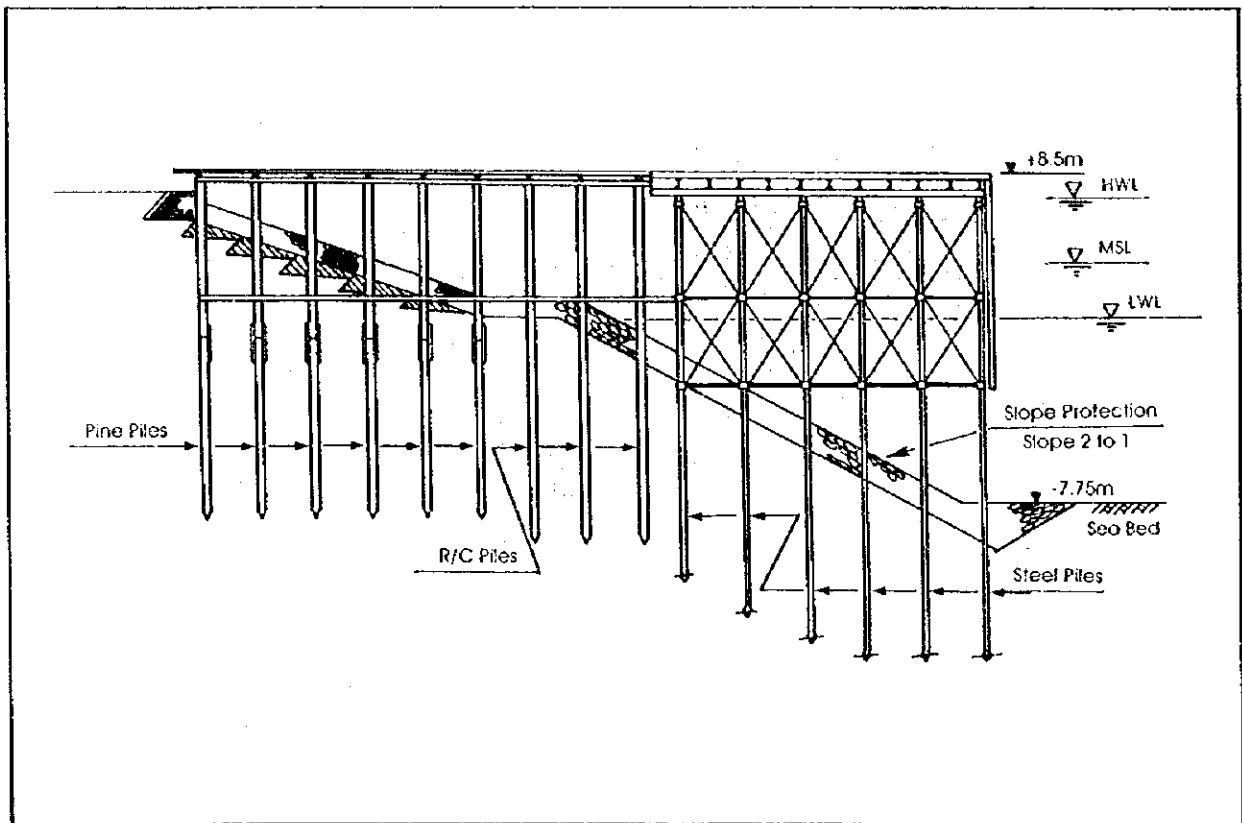 +8.5m
HWL
MSL
LWL
Slope Protection
Slope 2 to 1
Pine Piles
-7.75m
Sea Bed
R/C Piles
Steel Piles